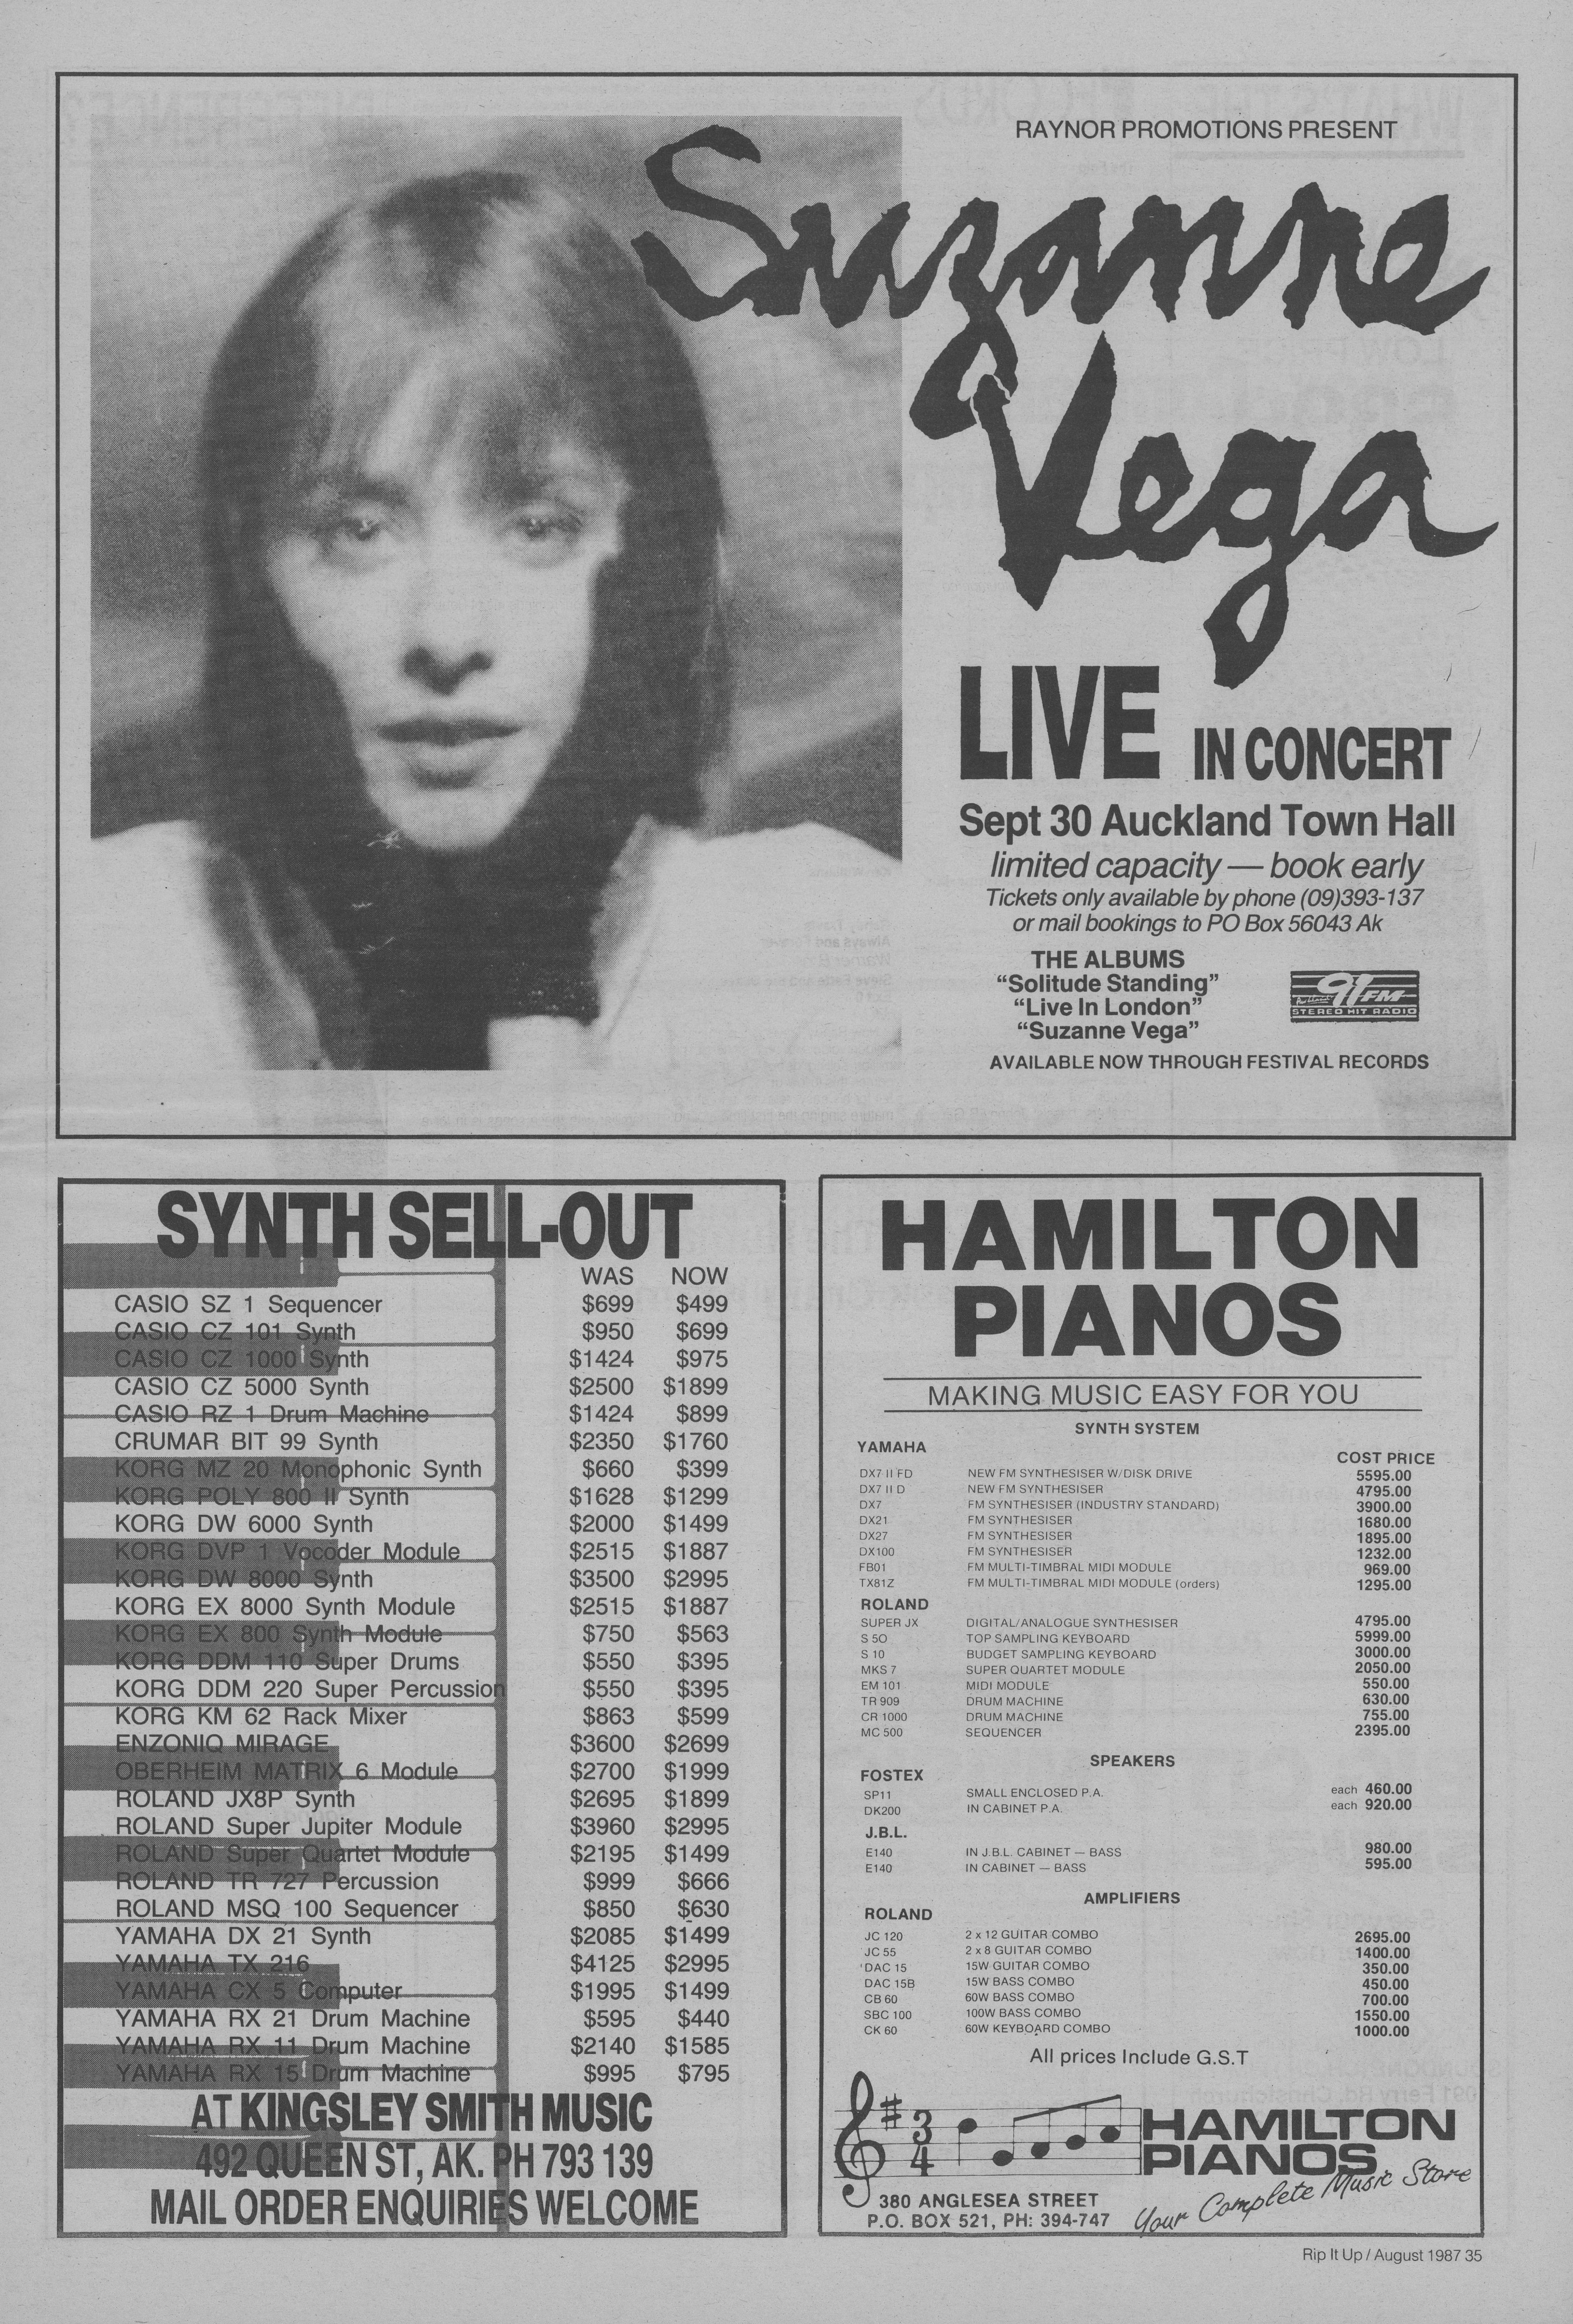 RAYNOR PROMOTIONS PRESENT
Suzanne
Vega
LIVE IN CONCERT
Sept 30 Auckland Town Hall
limited capacity — book early
Tickets only available by phone (09)393-137
or mail bookings to PO Box 56043 Ak
THE ALBUMS
“Solitude Standing”
“Live In London”
“Suzanne Vega”
91 FM
STEREO HIT RADIO
AVAILABLE NOW THROUGH FESTIVAL RECORDS
SYNTH SELL-OUT
WAS NOW
CASIO SZ 1 Sequencer $699 $499
CASIO CZ 101 Synth $950 $699
CASIO CZ 1000 Synth $1424 $975
CASIO CZ 5000 Synth $2500 $1899
CASIO RZ 1 Drum Machine $1424 $899
CRUMAR BIT 99 Synth $2350 $1760
KORG MZ 20 Monophonic Synth $660 $399
KORG POLY 800 II Synth $1628 $1299
KORG DW 6000 Synth $2000 $1499
KORG DVP 1 Vocoder Module $2515 $1887
KORG DW 8000 Synth $3500 $2995
KORG EX 8000 Synth Module $2515 $1887
KORG EX 800 Synth Module $750 $563
KORG DDM 110 Super Drums $550 $395
KORG DDM 220 Super Percussion $550 $395
KORG KM 62 Rack Mixer $863 $599
ENZONIQ MIRAGE $3600 $2699
OBERHEIM MATRIX 6 Module $2700 $1999
ROLAND JX8P Synth $2695 $1899
ROLAND Super Jupiter Module $3960 $2995
ROLAND Super Quartet Module $2195 $1499
ROLAND TR 727 Percussion $999 $666
ROLAND MSQ 100 Sequencer $850 $630
YAMAHA DX 21 Synth $2085 $1499
YAMAHA TX 216 $4125 $2995
YAMAHA CX 5 Computer $1995 $1499
YAMAHA RX 21 Drum Machine $595 $440
YAMAHA RX 11 Drum Machine $2140 $1585
YAMAHA RX 15 Drum Machine $995 $795
AT KINGSLEY SMITH MUSIC
492 QUEEN ST, AK. PH 793 139
MAIL ORDER ENQUIRIES WELCOME
HAMILTON
PIANOS
MAKING MUSIC EASY FOR YOU
SYNTH SYSTEM
YAMAHA
COST PRICE
DX7 II FD NEW FM SYNTHESISER W/DISK DRIVE 5595.00
DX7 II D NEW FM SYNTHESISER 4795.00
DX7 FM SYNTHESISER (INDUSTRY STANDARD) 3900.00
DX21 FM SYNTHESISER 1680.00
DX27 FM SYNTHESISER 1895.00
DX100 FM SYNTHESISER 1232.00
FB01 FM MULTI-TIMBRAL MIDI MODULE 969.00
TX81Z FM MULTI-TIMBRAL MIDI MODULE (orders) 1295.00
ROLAND
SUPER JX DIGITAL/ANALOGUE SYNTHESISER 4795.00
S 50 TOP SAMPLING KEYBOARD 5999.00
S 10 BUDGET SAMPLING KEYBOARD 3000.00
MKS 7 SUPER QUARTET MODULE 2050.00
EM 101 MIDI MODULE 550.00
TR 909 DRUM MACHINE 630.00
CR 1000 DRUM MACHINE 755.00
MC 500 SEQUENCER 2395.00
SPEAKERS
FOSTEX
SP11 SMALL ENCLOSED P.A. each 460.00
DK200 IN CABINET P.A. each 920.00
J.B.L.
E140 IN J.B.L. CABINET — BASS 980.00
E140 IN CABINET — BASS 595.00
AMPLIFIERS
ROLAND
JC 120 2 x 12 GUITAR COMBO 2695.00
JC 55 2 x 8 GUITAR COMBO 1400.00
DAC 15 15W GUITAR COMBO 350.00
DAC 15B 15W BASS COMBO 450.00
CB 60 60W BASS COMBO 700.00
SBC 100 100W BASS COMBO 1550.00
CK 60 60W KEYBOARD COMBO 1000.00
All prices Include G.S.T
3
4
HAMILTON
PIANOS
Your Complete Music Store
380 ANGLESEA STREET
P.O. BOX 521, PH: 394-747
Rip It Up / August 1987 35